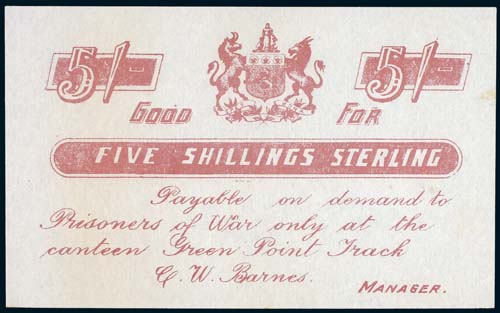 5/- 5/-
GOOD FOR
FIVE SHILLINGS STERLING
Payable on demand to
Prisoners of War only at the
canteen Green Point Track
C. W. Barnes.
MANAGER.